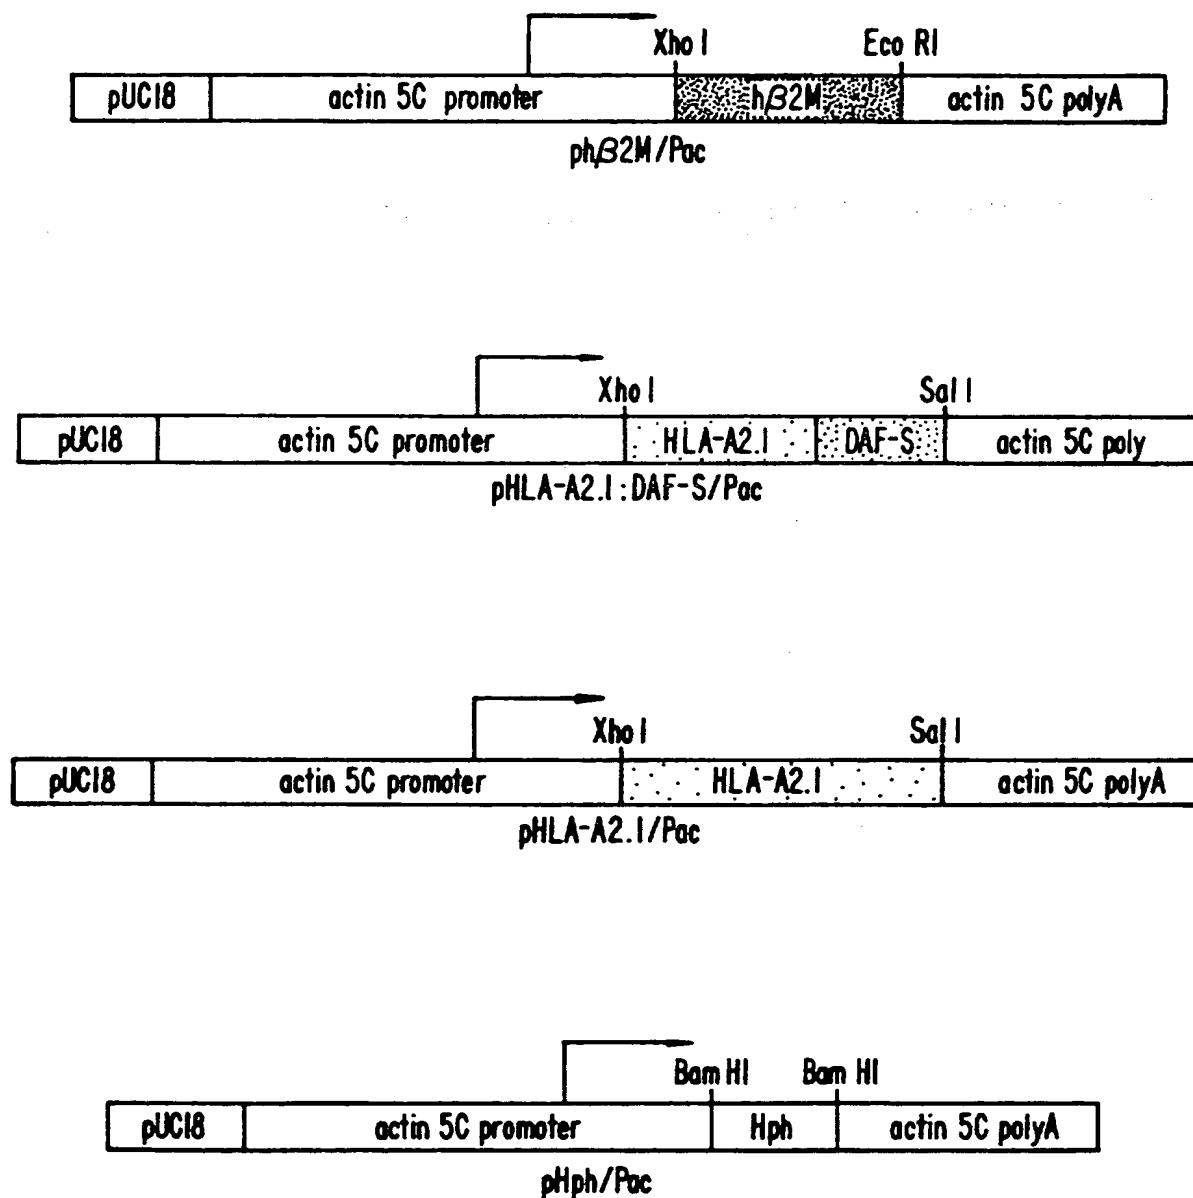 Xho I Eco RI
pUC18 actin 5C promoter hβ2M actin 5C polyA
phβ2M/Pac
Xho I Sal I
pUC18 actin 5C promoter HLA-A2.1 DAF-S actin 5C poly
pHLA-A2.1:DAF-S/Pac
Xho I Sal I
pUC18 actin 5C promoter HLA-A2.1 actin 5C polyA
pHLA-A2.1/Pac
Bam HI Bam HI
pUC18 actin 5C promoter Hph actin 5C polyA
pHph/Pac